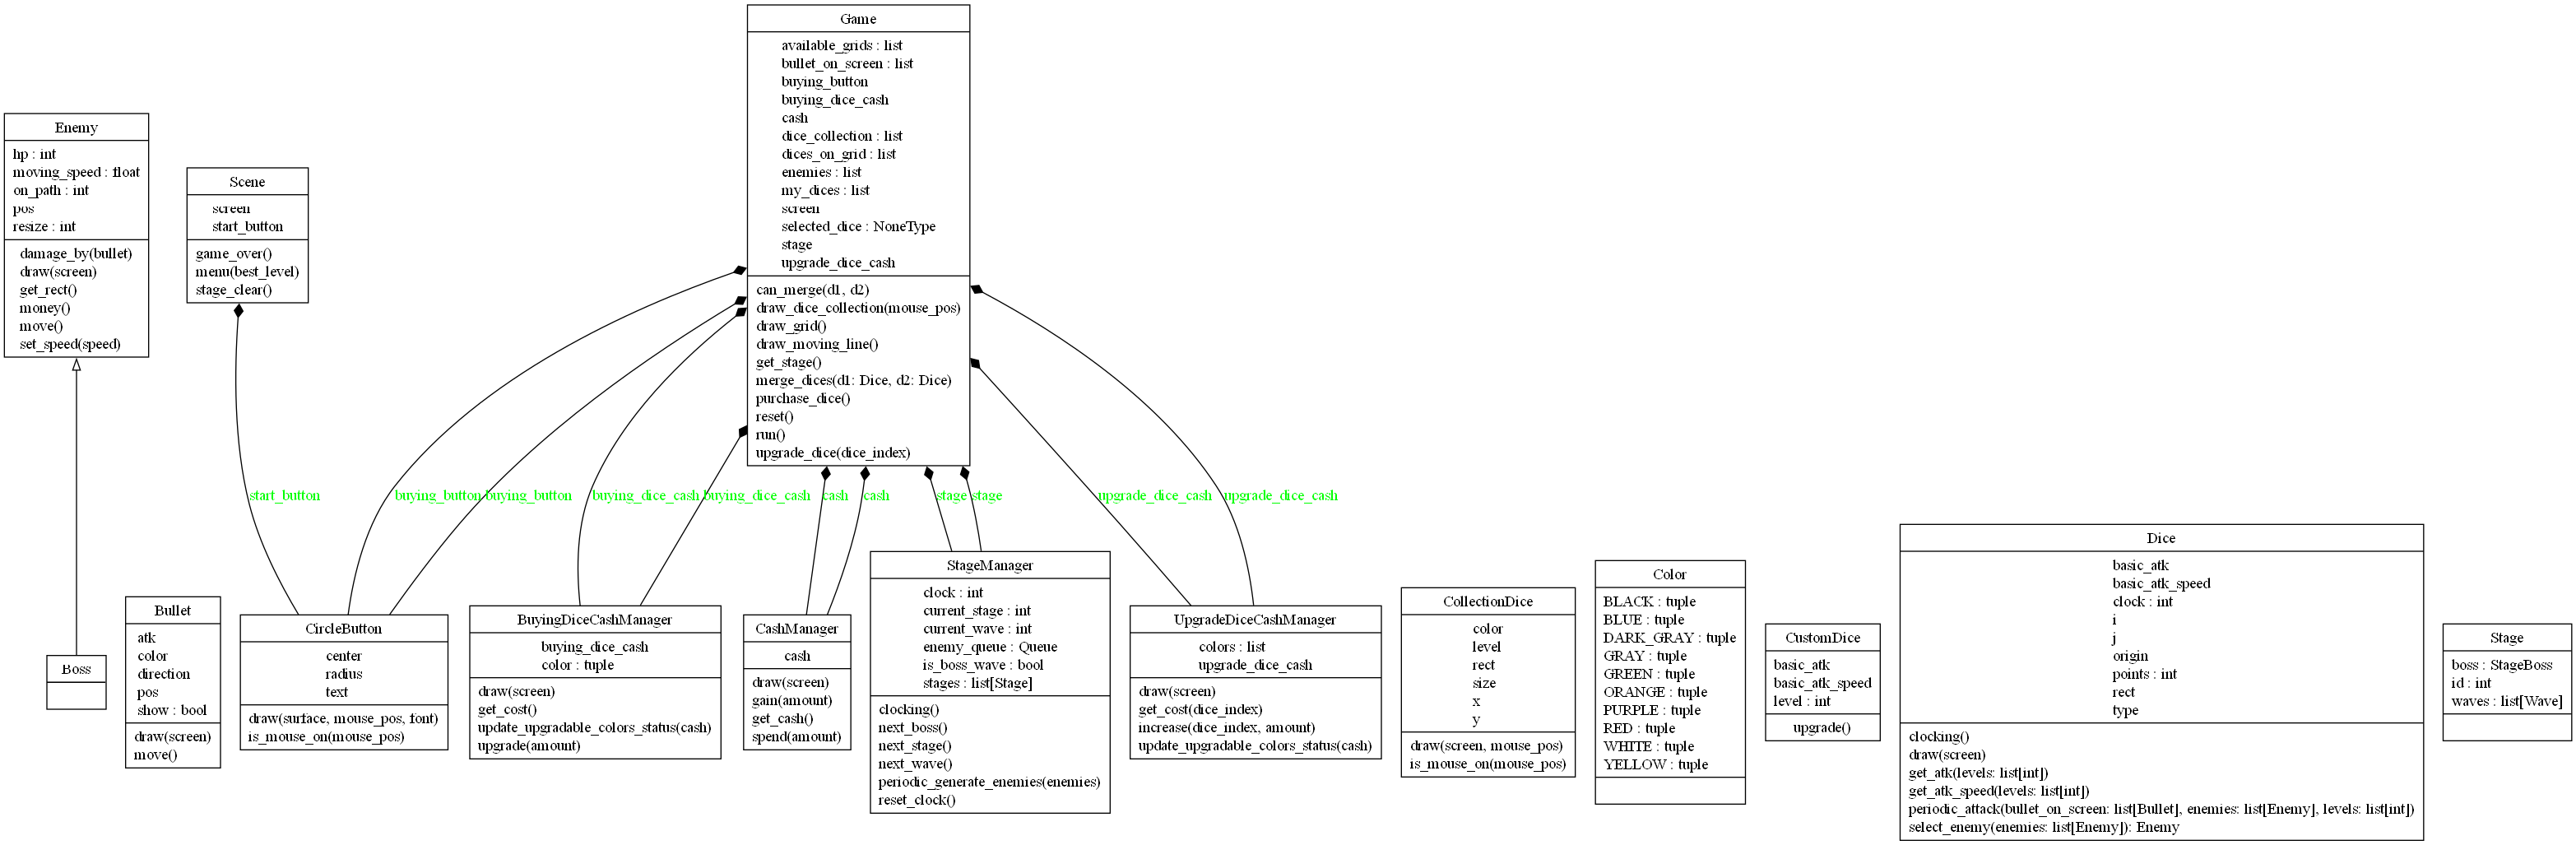 Game
available_grids : list
bullet_on_screen : list
buying_button
buying_dice_cash
cash
dice_collection : list
dices_on_grid : list
enemies : list
my_dices : list
screen
selected_dice : NoneType
stage
upgrade_dice_cash
can_merge(d1, d2)
draw_dice_collection(mouse_pos)
draw_grid()
draw_moving_line()
get_stage()
merge_dices(d1: Dice, d2: Dice)
purchase_dice()
reset()
run()
upgrade_dice(dice_index)
Enemy
hp : int
moving_speed : float
on_path : int
pos
resize : int
damage_by(bullet)
draw(screen)
get_rect()
money()
move()
set_speed(speed)
Scene
screen
start_button
game_over()
menu(best_level)
stage_clear()
start_button
buying_button
buying_button
buying_dice_cash
buying_dice_cash
cash
cash
stage
stage
upgrade_dice_cash
upgrade_dice_cash
Boss
Bullet
atk
color
direction
pos
show : bool
draw(screen)
move()
CircleButton
center
radius
text
draw(surface, mouse_pos, font)
is_mouse_on(mouse_pos)
BuyingDiceCashManager
buying_dice_cash
color : tuple
draw(screen)
get_cost()
update_upgradable_colors_status(cash)
upgrade(amount)
CashManager
cash
draw(screen)
gain(amount)
get_cash()
spend(amount)
StageManager
clock : int
current_stage : int
current_wave : int
enemy_queue : Queue
is_boss_wave : bool
stages : list[Stage]
clocking()
next_boss()
next_stage()
next_wave()
periodic_generate_enemies(enemies)
reset_clock()
UpgradeDiceCashManager
colors : list
upgrade_dice_cash
draw(screen)
get_cost(dice_index)
increase(dice_index, amount)
update_upgradable_colors_status(cash)
CollectionDice
color
level
rect
size
x
y
draw(screen, mouse_pos)
is_mouse_on(mouse_pos)
Color
BLACK : tuple
BLUE : tuple
DARK_GRAY : tuple
GRAY : tuple
GREEN : tuple
ORANGE : tuple
PURPLE : tuple
RED : tuple
WHITE : tuple
YELLOW : tuple
CustomDice
basic_atk
basic_atk_speed
level : int
upgrade()
Dice
basic_atk
basic_atk_speed
clock : int
i
j
origin
points : int
rect
type
clocking()
draw(screen)
get_atk(levels: list[int])
get_atk_speed(levels: list[int])
periodic_attack(bullet_on_screen: list[Bullet], enemies: list[Enemy], levels: list[int])
select_enemy(enemies: list[Enemy]): Enemy
Stage
boss : StageBoss
id : int
waves : list[Wave]